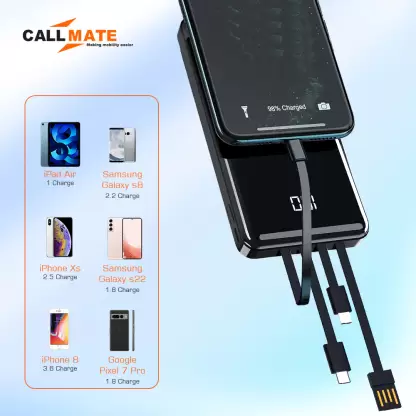 CALLMATE
Making mobility easier
98% Charged
100
iPad Air
1 Charge
Samsung
Galaxy s8
2.2 Charge
iPhone Xs
2.5 Charge
Samsung
Galaxy s22
1.8 Charge
iPhone 8
3.8 Charge
Google
Pixel 7 Pro
1.8 Charge